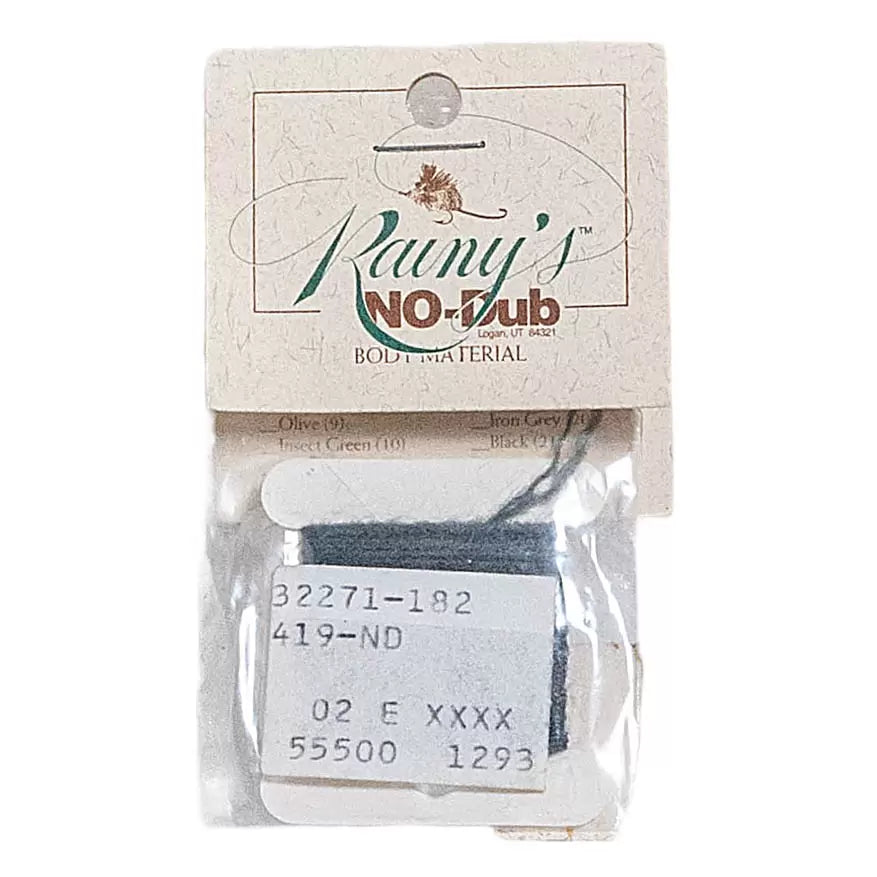 Rainy's™
NO-Dub
Logan, UT 84321
BODY MATERIAL
__Olive (9)
__Iron Grey
__Insect Green (10)
__Black (21)
32271-182
419-ND
02 E XXXX
55500 1293